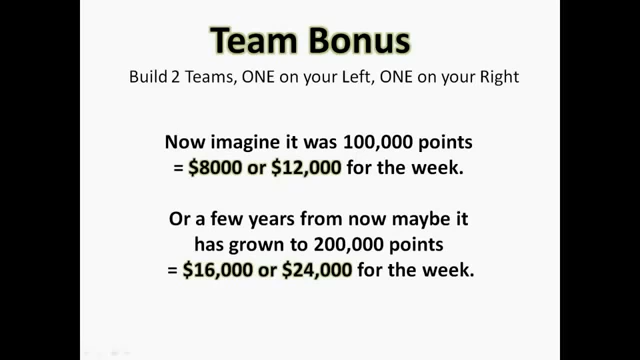 Team Bonus
Build 2 Teams, ONE on your Left, ONE on your Right
Now imagine it was 100,000 points
= $8000 or $12,000 for the week.
Or a few years from now maybe it
has grown to 200,000 points
= $16,000 or $24,000 for the week.